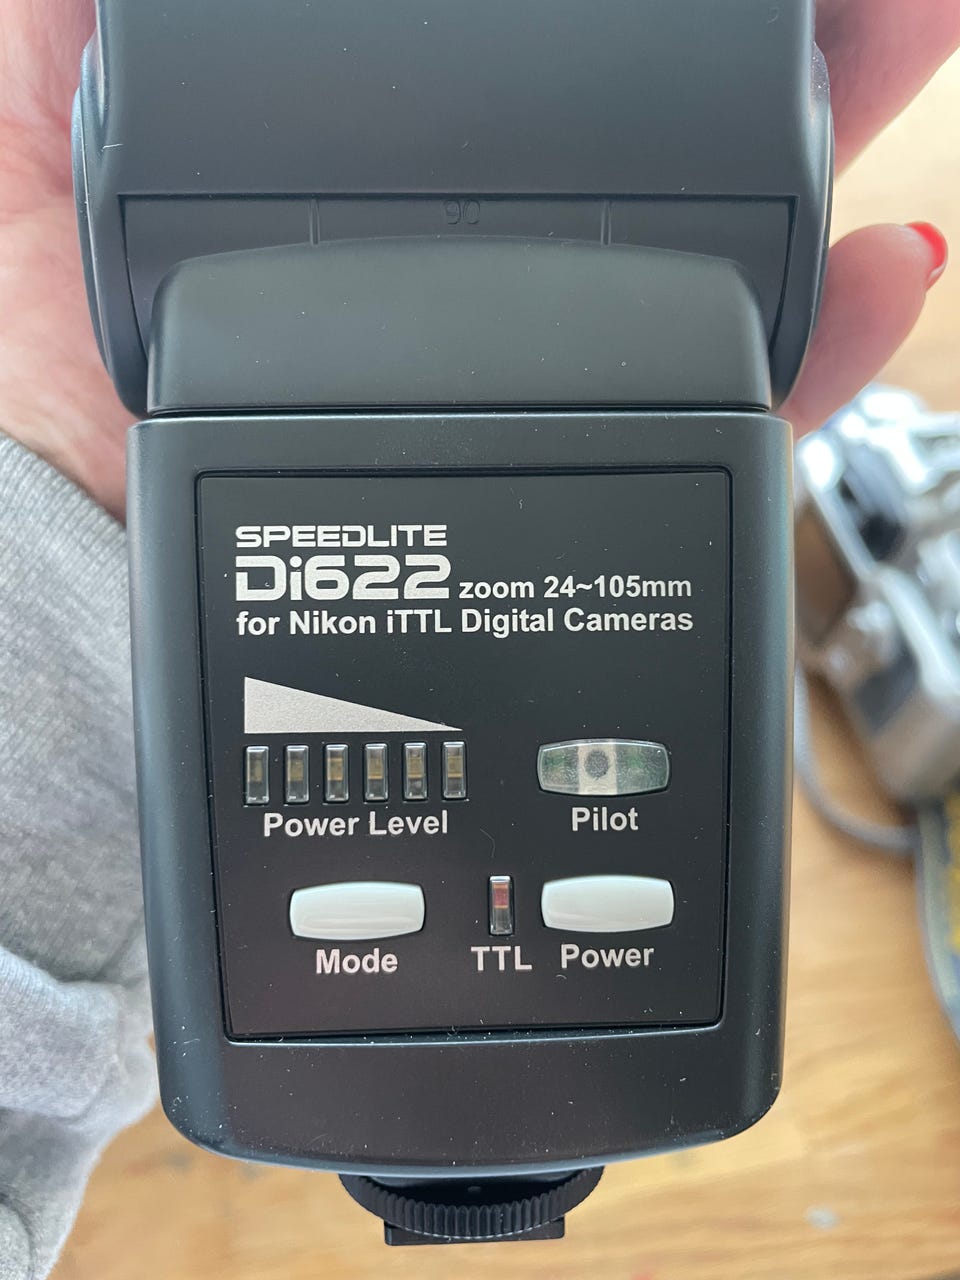 90
SPEEDLITE
Di622 zoom 24~105mm
for Nikon iTTL Digital Cameras
Power Level
Pilot
Mode
TTL
Power